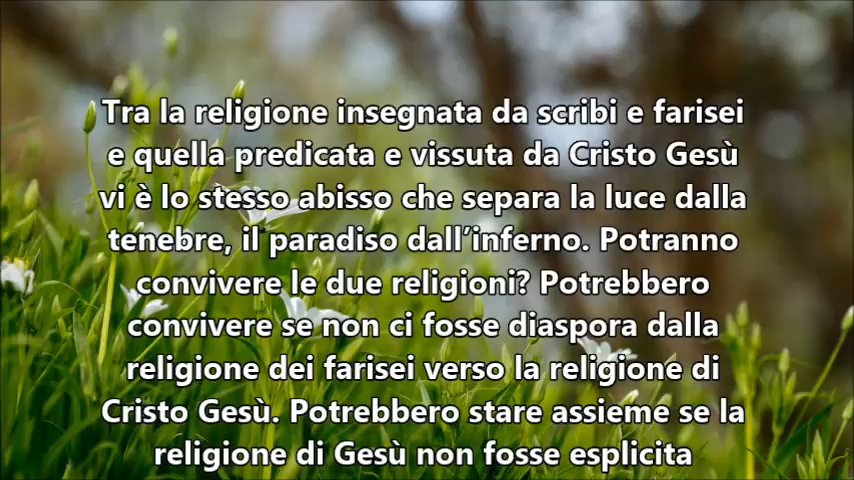 Tra la religione insegnata da scribi e farisei
e quella predicata e vissuta da Cristo Gesù
vi è lo stesso abisso che separa la luce dalla
tenebre, il paradiso dall’inferno. Potranno
convivere le due religioni? Potrebbero
convivere se non ci fosse diaspora dalla
religione dei farisei verso la religione di
Cristo Gesù. Potrebbero stare assieme se la
religione di Gesù non fosse esplicita